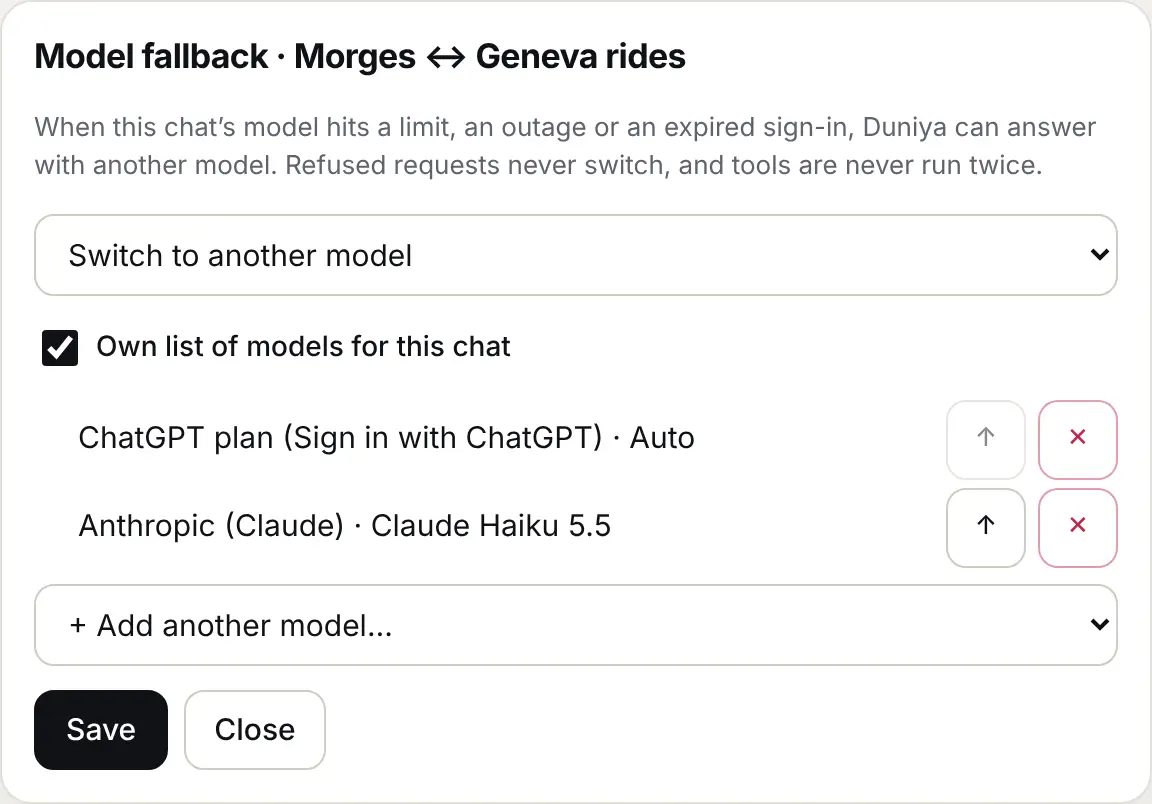 Model fallback · Morges ↔ Geneva rides
When this chat’s model hits a limit, an outage or an expired sign-in, Duniya can answer
with another model. Refused requests never switch, and tools are never run twice.
Switch to another model
Own list of models for this chat
ChatGPT plan (Sign in with ChatGPT) · Auto
↑ ×
Anthropic (Claude) · Claude Haiku 5.5
↑ ×
+ Add another model…
Save
Close